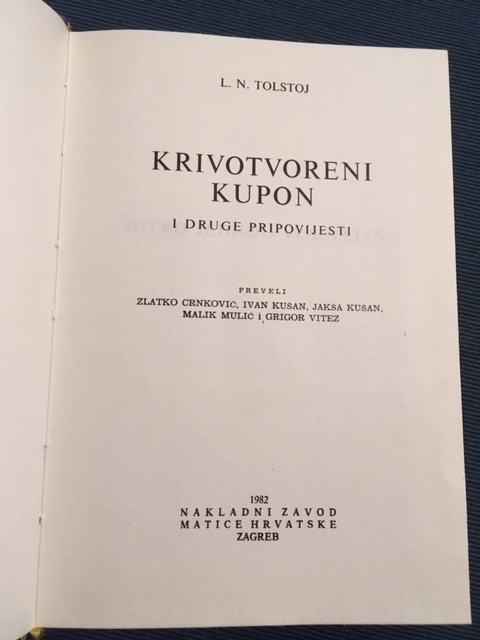 L. N. TOLSTOJ
KRIVOTVORENI
KUPON
I DRUGE PRIPOVIJESTI
PREVELI
ZLATKO CRNKOVIĆ, IVAN KUŠAN, JAKŠA KUŠAN,
MALIK MULIĆ i GRIGOR VITEZ
1982
NAKLADNI ZAVOD
MATICE HRVATSKE
ZAGREB